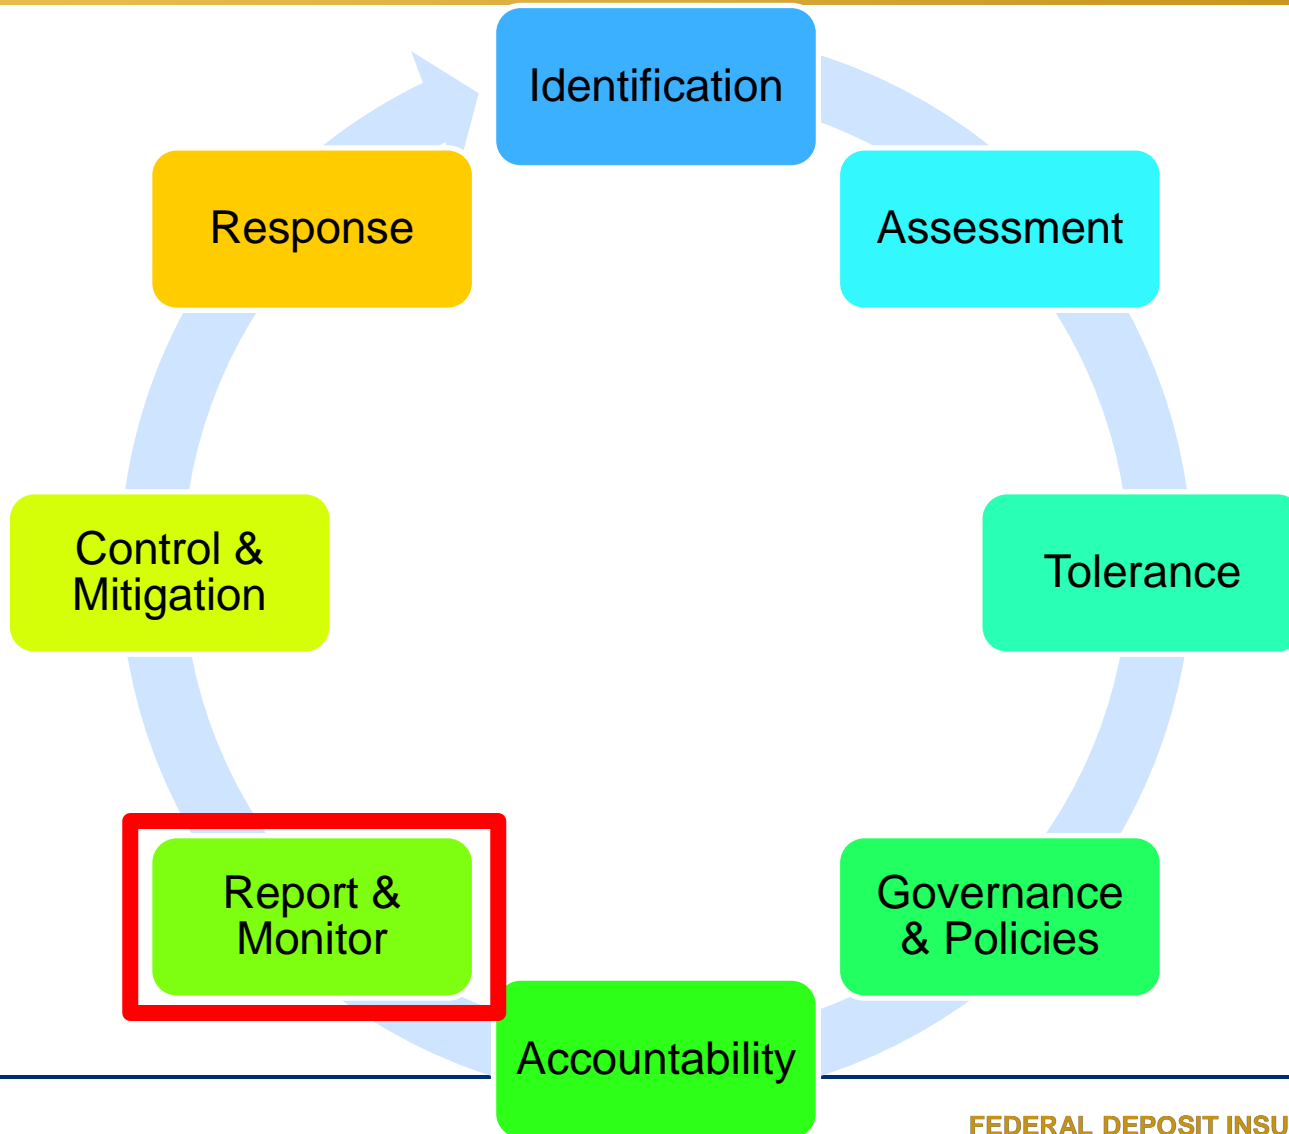 Identification
Assessment
Tolerance
Governance
& Policies
Accountability
Report &
Monitor
Control &
Mitigation
Response
FEDERAL DEPOSIT INSU